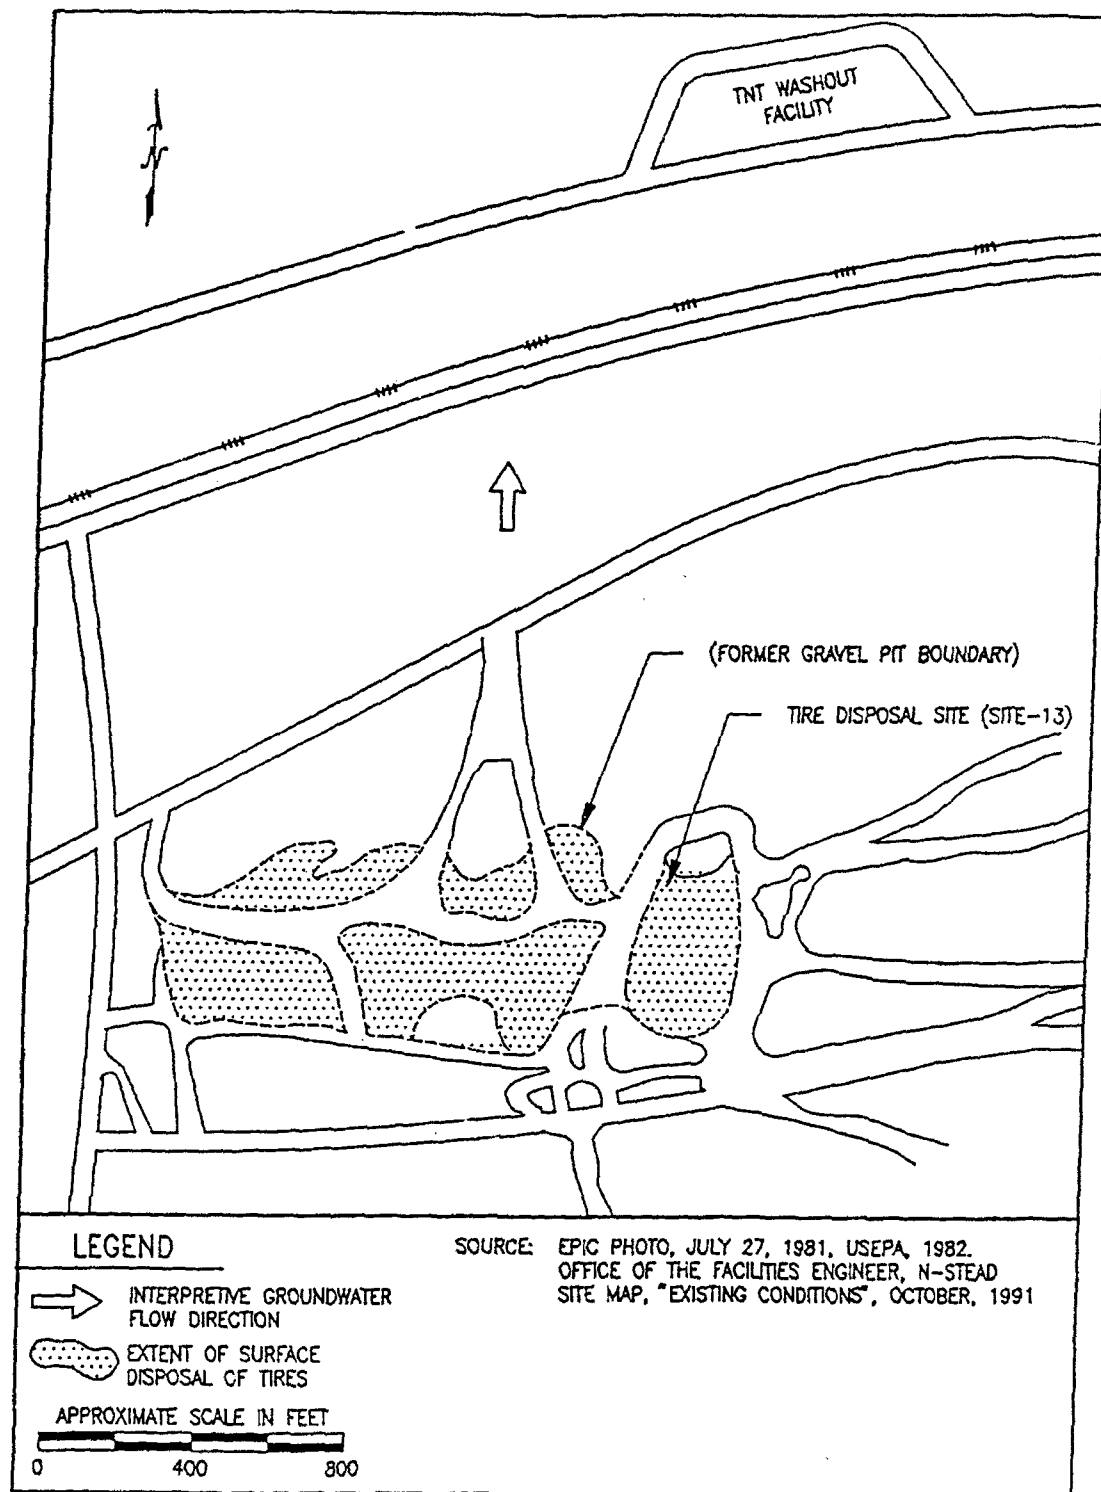 TNT WASHOUT
FACILITY
N
(FORMER GRAVEL PIT BOUNDARY)
TIRE DISPOSAL SITE (SITE-13)
LEGEND
INTERPRETIVE GROUNDWATER
FLOW DIRECTION
EXTENT OF SURFACE
DISPOSAL OF TIRES
APPROXIMATE SCALE IN FEET
0 400 800
SOURCE: EPIC PHOTO, JULY 27, 1981, USEPA, 1982.
OFFICE OF THE FACILITIES ENGINEER, N-STEAD
SITE MAP, "EXISTING CONDITIONS", OCTOBER, 1991